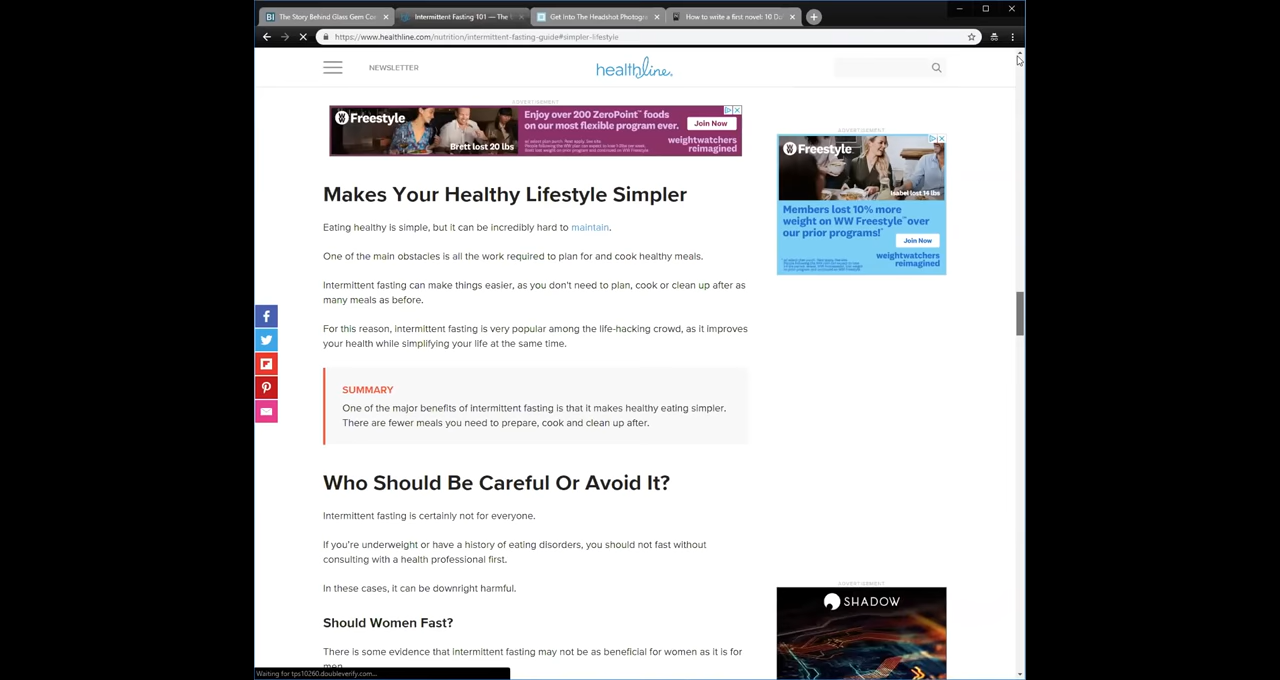 The Story Behind Glass Gem Co
Intermittent Fasting 101 — The
Get Into The Headshot Photogra
How to write a first novel: 10 Du
https://www.healthline.com/nutrition/intermittent-fasting-guide#simpler-lifestyle
NEWSLETTER
healthline
ADVERTISEMENT
Freestyle
Brett lost 20 lbs
Enjoy over 200 ZeroPoint™ foods
on our most flexible program ever.
Join Now
weightwatchers
reimagined
ADVERTISEMENT
Freestyle
Isabel lost 14 lbs
Members lost 10% more
weight on WW Freestyle™ over
our prior programs!*
Join Now
weightwatchers
reimagined
Makes Your Healthy Lifestyle Simpler
Eating healthy is simple, but it can be incredibly hard to maintain.
One of the main obstacles is all the work required to plan for and cook healthy meals.
Intermittent fasting can make things easier, as you don't need to plan, cook or clean up after as
many meals as before.
For this reason, intermittent fasting is very popular among the life-hacking crowd, as it improves
your health while simplifying your life at the same time.
SUMMARY
One of the major benefits of intermittent fasting is that it makes healthy eating simpler.
There are fewer meals you need to prepare, cook and clean up after.
Who Should Be Careful Or Avoid It?
Intermittent fasting is certainly not for everyone.
If you're underweight or have a history of eating disorders, you should not fast without
consulting with a health professional first.
In these cases, it can be downright harmful.
Should Women Fast?
There is some evidence that intermittent fasting may not be as beneficial for women as it is for
men.
ADVERTISEMENT
SHADOW
Waiting for tps10260.doubleverify.com...